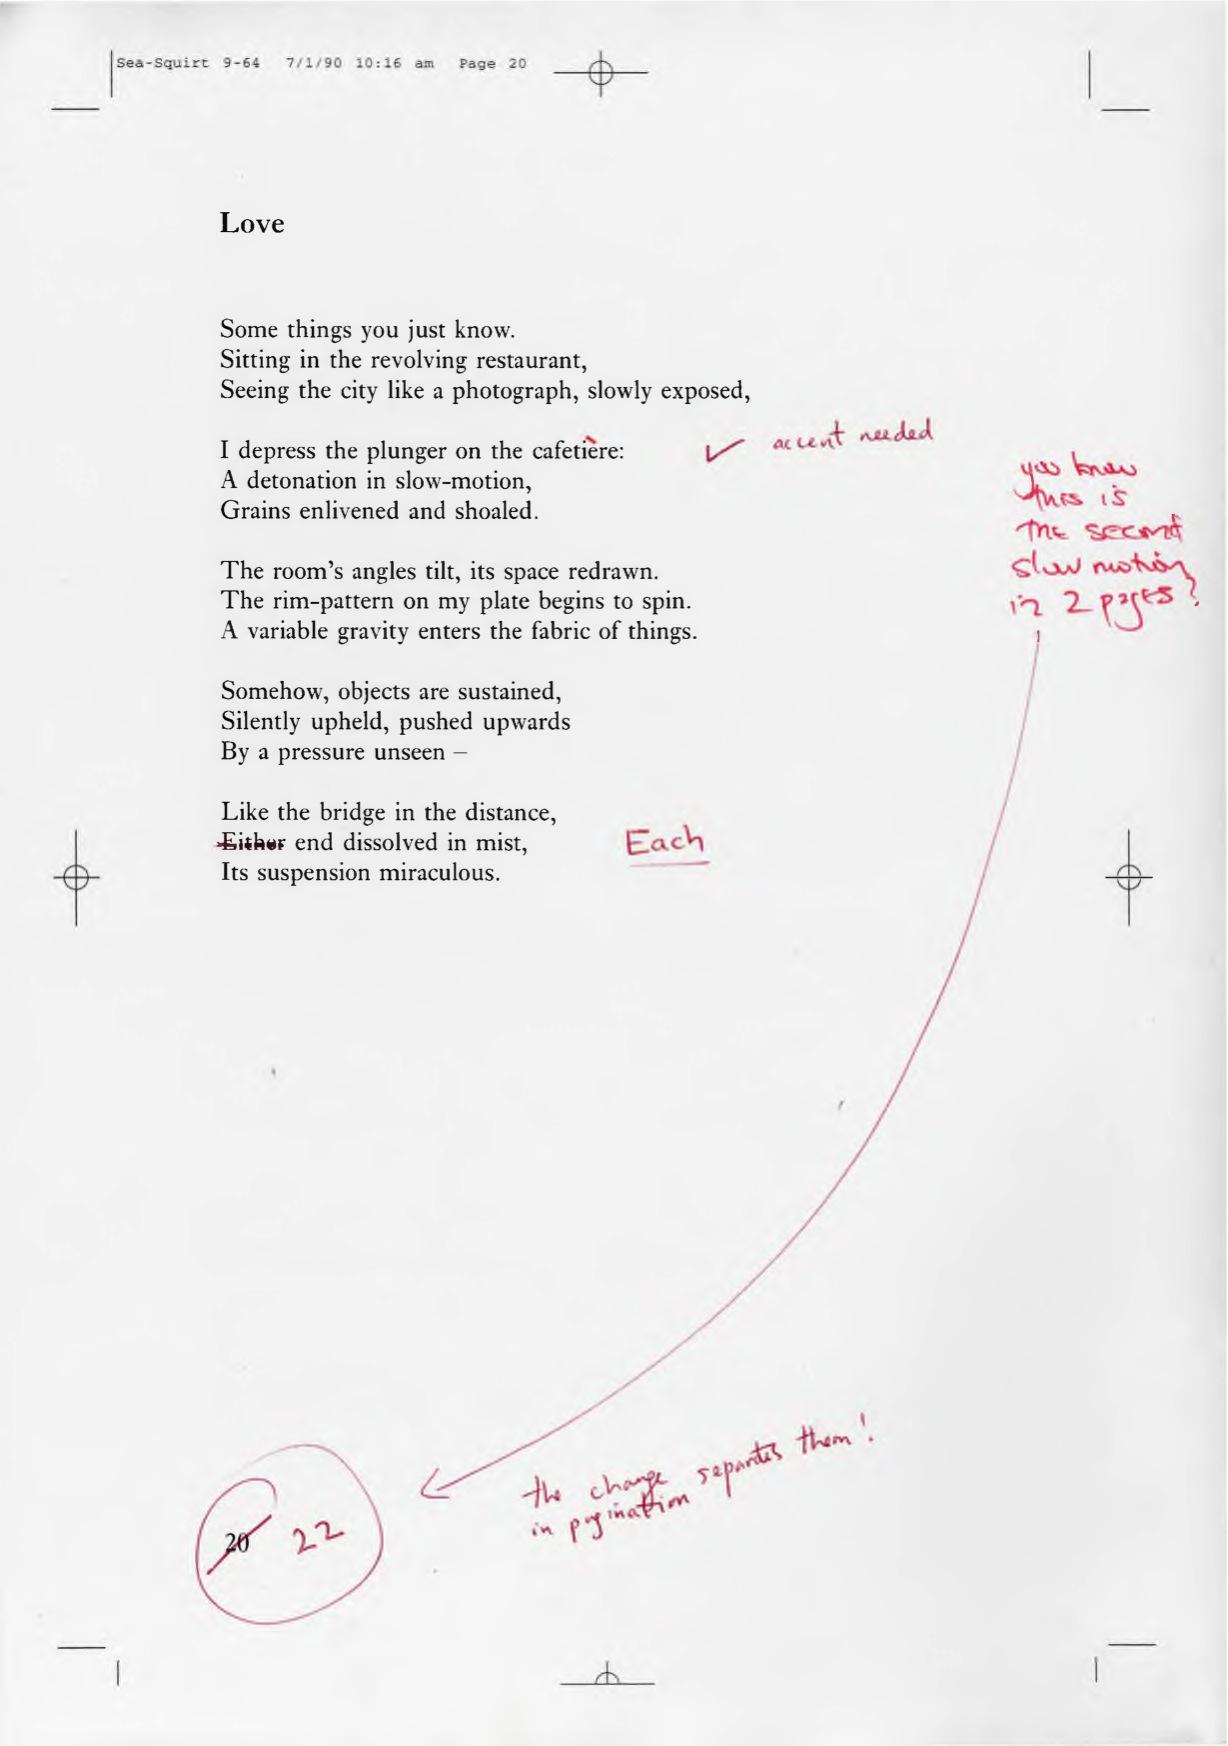 Sea-Squirt 9-64 7/1/90 10:16 am Page 20
Love
Some things you just know.
Sitting in the revolving restaurant,
Seeing the city like a photograph, slowly exposed,
I depress the plunger on the cafetière:
✓ accent needed
A detonation in slow-motion,
Grains enlivened and shoaled.
you know
this is
the second
slow motion
in 2 pages?
The room's angles tilt, its space redrawn.
The rim-pattern on my plate begins to spin.
A variable gravity enters the fabric of things.
Somehow, objects are sustained,
Silently upheld, pushed upwards
By a pressure unseen –
Like the bridge in the distance,
Either end dissolved in mist,
Each
Its suspension miraculous.
the change separates them!
in pagination
20 22